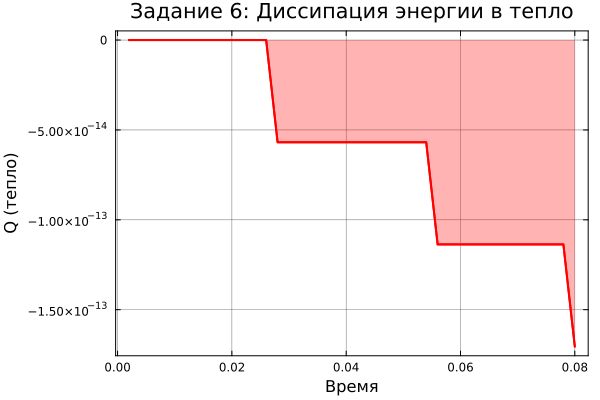 Задание 6: Диссипация энергии в тепло
0
−5.00×10⁻¹⁴
−1.00×10⁻¹³
−1.50×10⁻¹³
Q (тепло)
0.00 0.02 0.04 0.06 0.08
Время